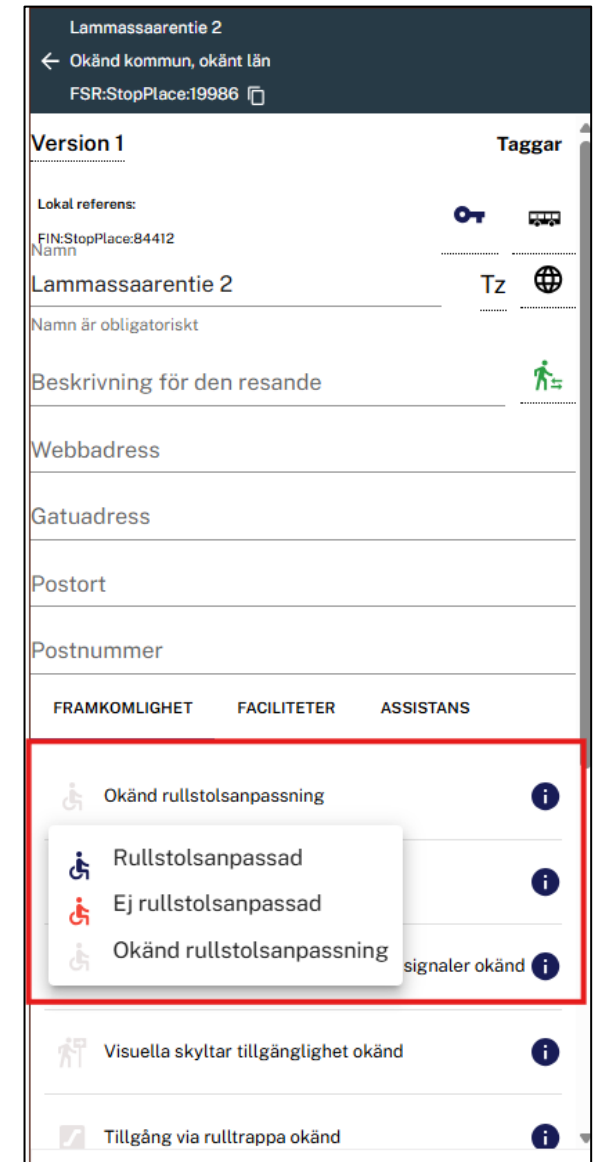 Lammassaarentie 2
Okänd kommun, okänt län
FSR:StopPlace:19986
Version 1
Taggar
Lokal referens:
FIN:StopPlace:84412
Namn
Lammassaarentie 2
Tz
Namn är obligatoriskt
Beskrivning för den resande
Webbadress
Gatuadress
Postort
Postnummer
FRAMKOMLIGHET FACILITETER ASSISTANS
Okänd rullstolsanpassning
Rullstolsanpassad
Ej rullstolsanpassad
Okänd rullstolsanpassning
signaler okänd
Visuella skyltar tillgänglighet okänd
Tillgång via rulltrappa okänd